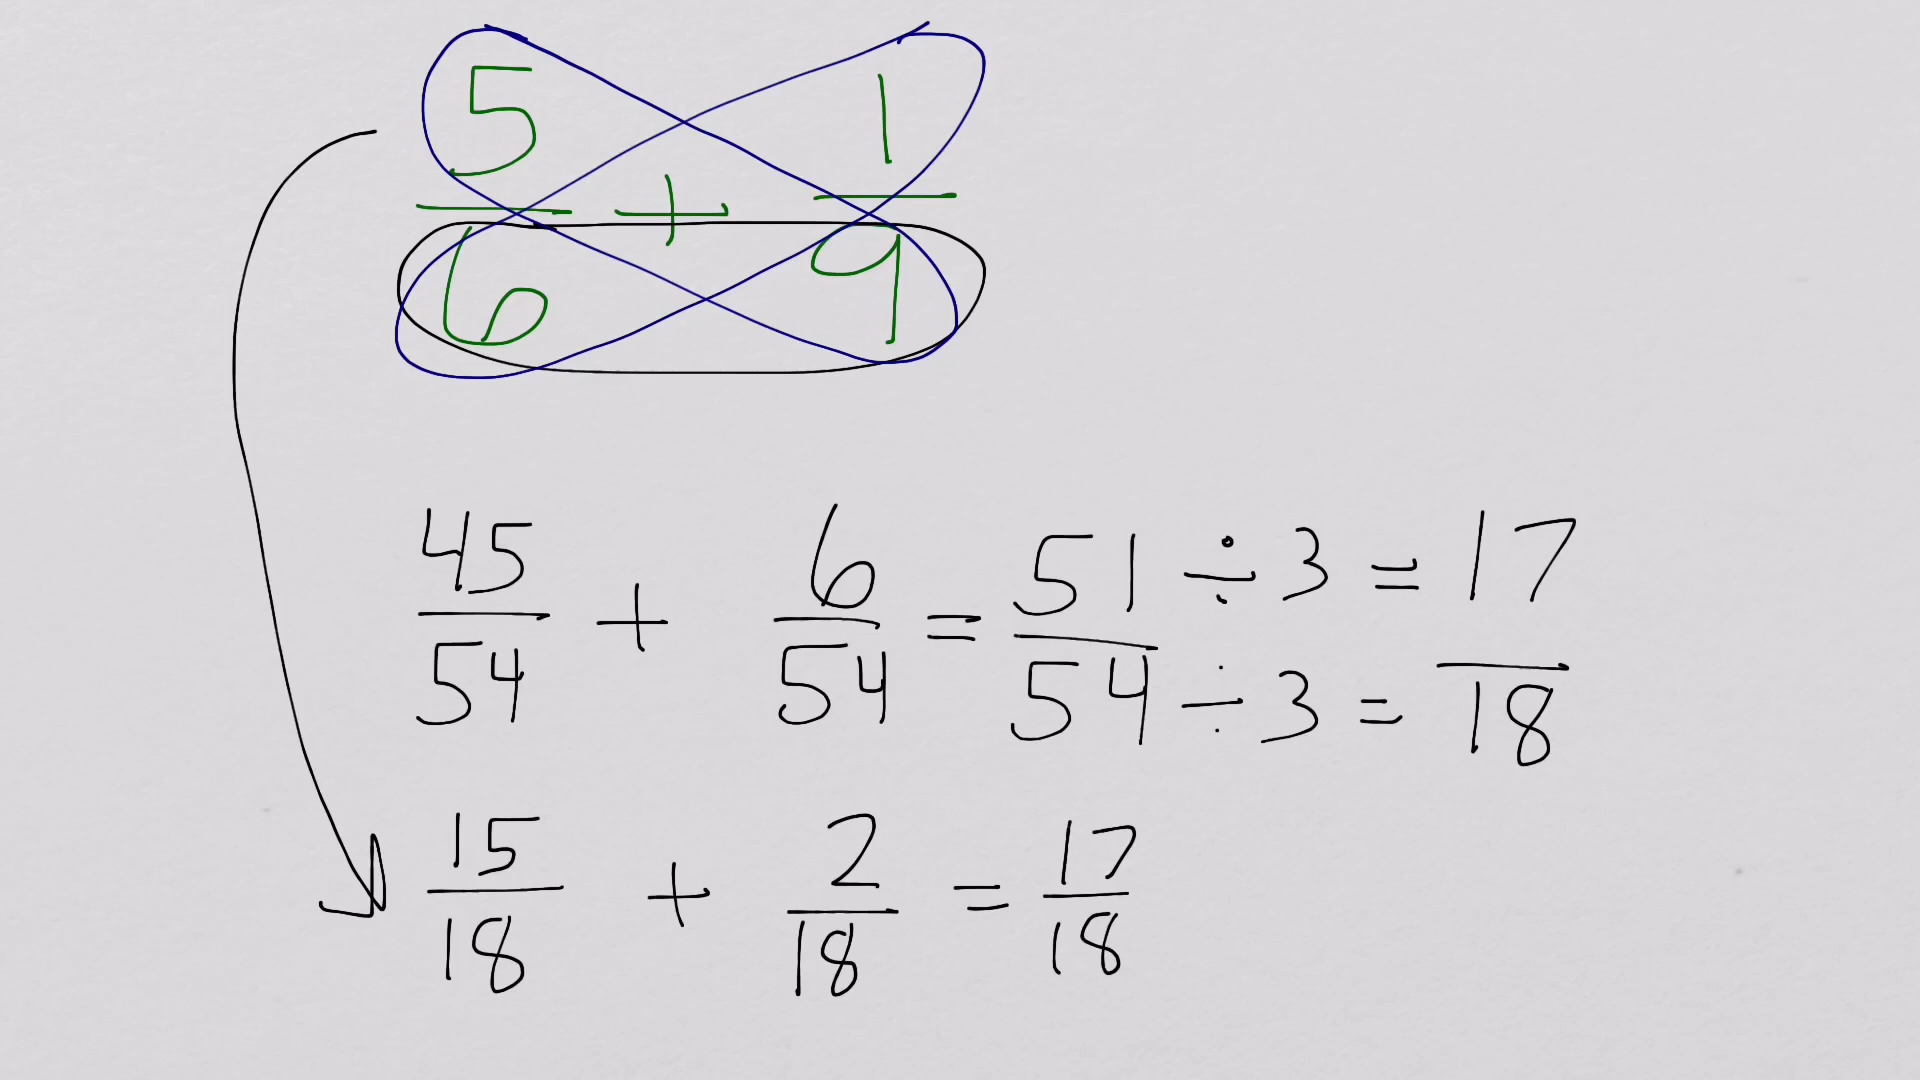 5/6 + 1/9
45/54 + 6/54 = 51/54 ÷ 3 = 17 ÷ 3 = 18
15/18 + 2/18 = 17/18